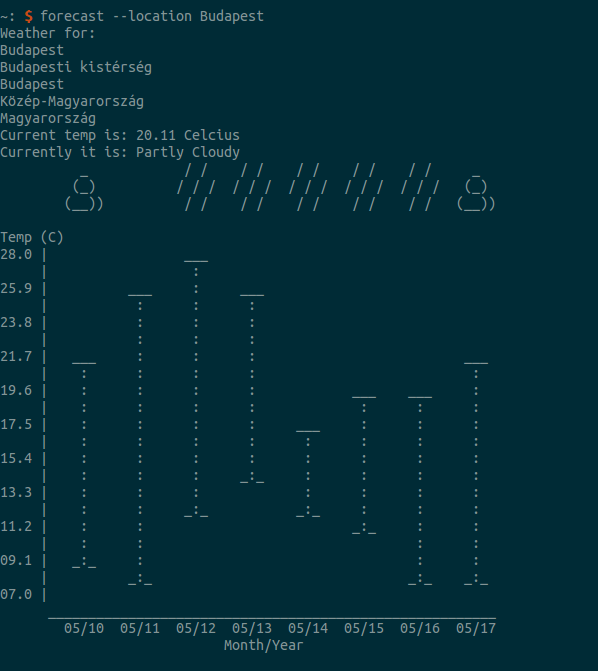 ~: $ forecast --location Budapest
Weather for:
Budapest
Budapesti kistérség
Budapest
Közép-Magyarország
Magyarország
Current temp is: 20.11 Celcius
Currently it is: Partly Cloudy
Temp (C)
28.0 |
25.9 |
23.8 |
21.7 |
19.6 |
17.5 |
15.4 |
13.3 |
11.2 |
09.1 |
07.0 |
05/10 05/11 05/12 05/13 05/14 05/15 05/16 05/17
Month/Year